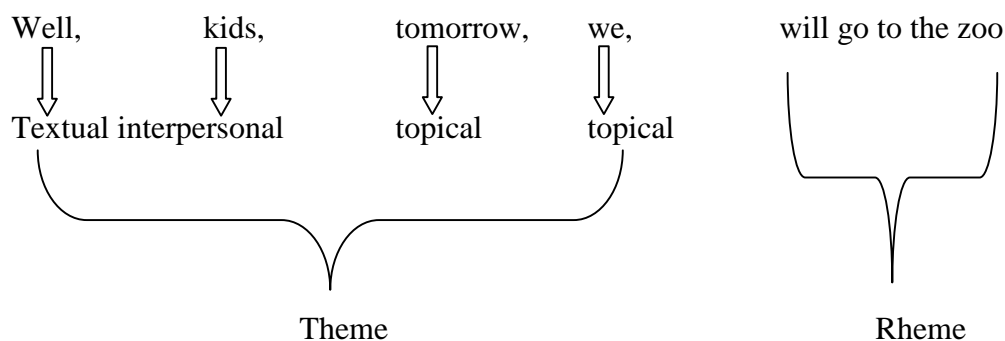 Well, kids, tomorrow, we, will go to the zoo
Textual interpersonal topical topical
Theme Rheme